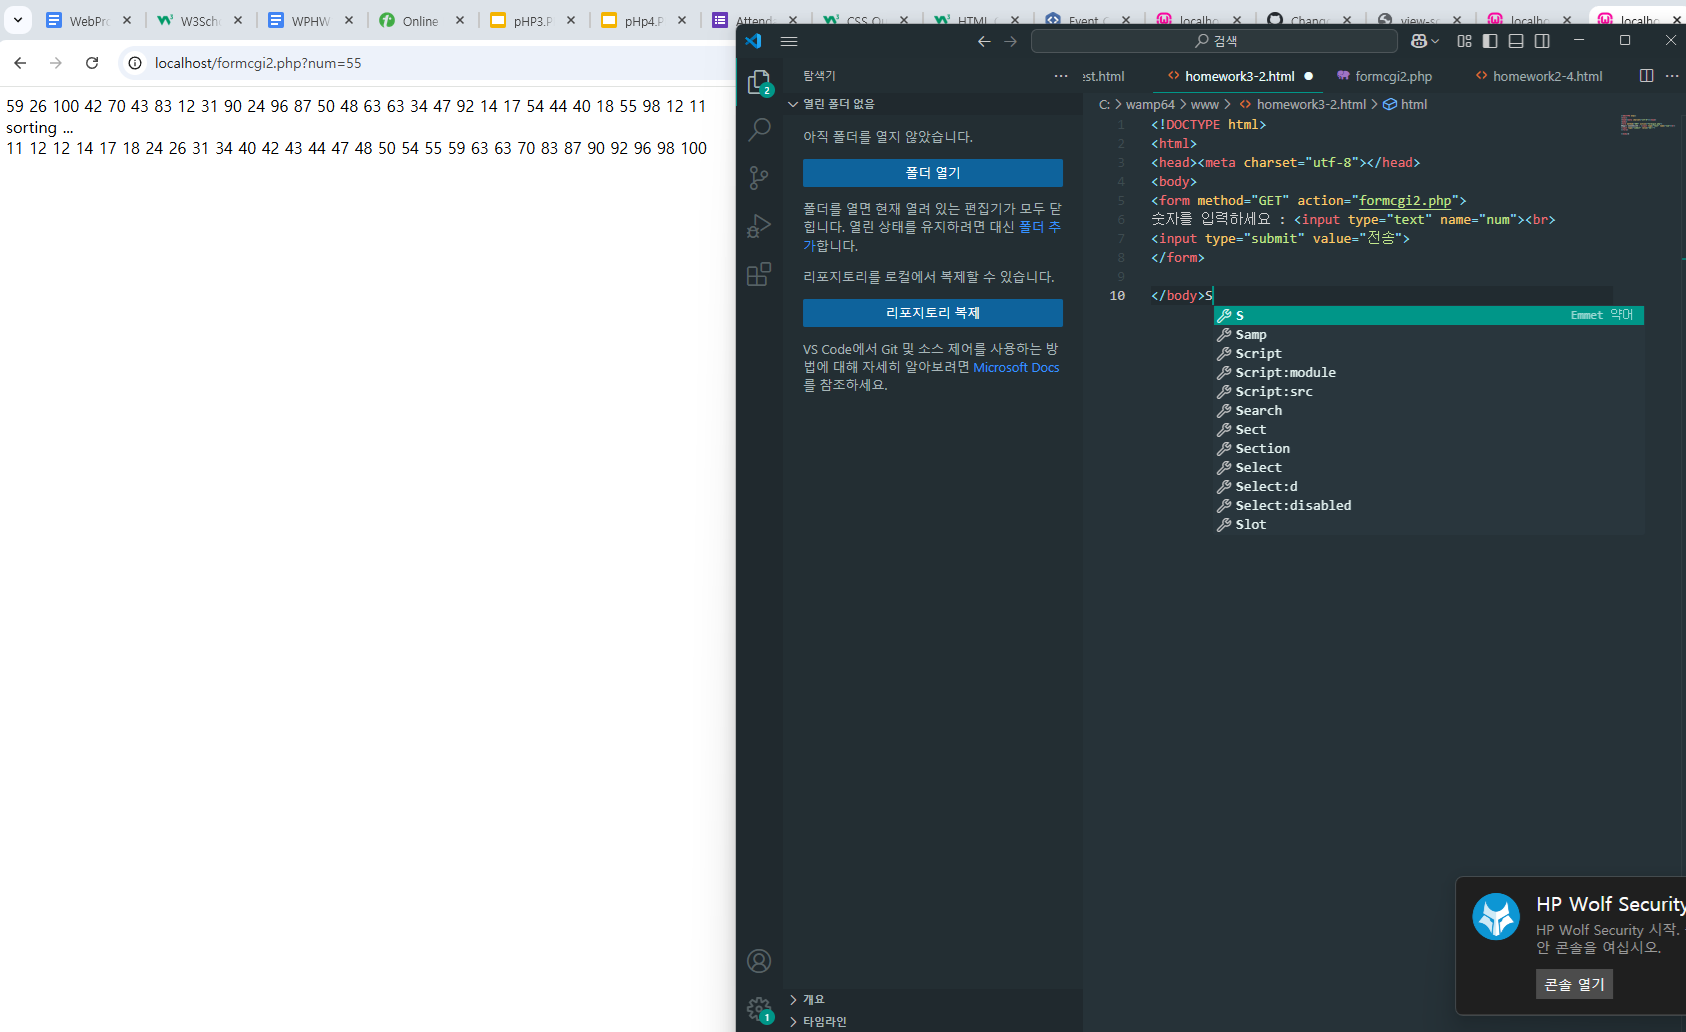 WebPro
W3Scho
WPHW
Online
pHP3.P
pHp4.P
Attend
CSS Qu
HTML
Event
localho
Change
view-so
localho
localho
localhost/formcgi2.php?num=55
59 26 100 42 70 43 83 12 31 90 24 96 87 50 48 63 63 34 47 92 14 17 54 44 40 18 55 98 12 11
sorting ...
11 12 12 14 17 18 24 26 31 34 40 42 43 44 47 48 50 54 55 59 63 63 70 83 87 90 92 96 98 100
검색
탐색기
est.html
homework3-2.html
formcgi2.php
homework2-4.html
열린 폴더 없음
아직 폴더를 열지 않았습니다.
폴더 열기
폴더를 열면 현재 열려 있는 편집기가 모두 닫
힙니다. 열린 상태를 유지하려면 대신 폴더 추
가합니다.
리포지토리를 로컬에서 복제할 수 있습니다.
리포지토리 복제
VS Code에서 Git 및 소스 제어를 사용하는 방
법에 대해 자세히 알아보려면 Microsoft Docs
를 참조하세요.
2
1
개요
타임라인
C: > wamp64 > www > homework3-2.html > html
1 <!DOCTYPE html>
2 <html>
3 <head><meta charset="utf-8"></head>
4 <body>
5 <form method="GET" action="formcgi2.php">
6 숫자를 입력하세요 : <input type="text" name="num"><br>
7 <input type="submit" value="전송">
8 </form>
9
10 </body>S
S Emmet 약어
Samp
Script
Script:module
Script:src
Search
Sect
Section
Select
Select:d
Select:disabled
Slot
HP Wolf Security
HP Wolf Security 시작.
안 콘솔을 여십시오.
콘솔 열기